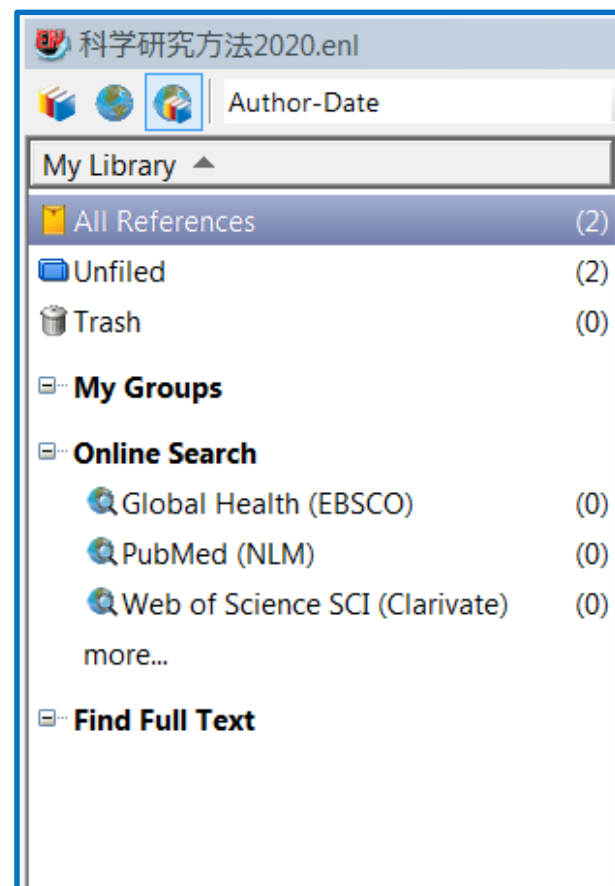 科学研究方法2020.enl
Author-Date
My Library
All References (2)
Unfiled (2)
Trash (0)
My Groups
Online Search
Global Health (EBSCO) (0)
PubMed (NLM) (0)
Web of Science SCI (Clarivate) (0)
more...
Find Full Text